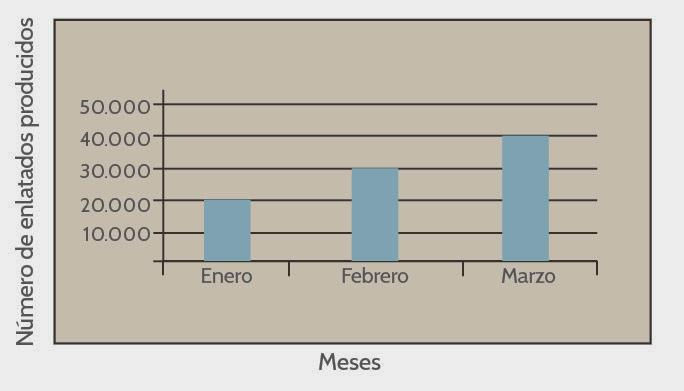 Número de enlatados producidos
50.000
40.000
30.000
20.000
10.000
Enero
Febrero
Marzo
Meses